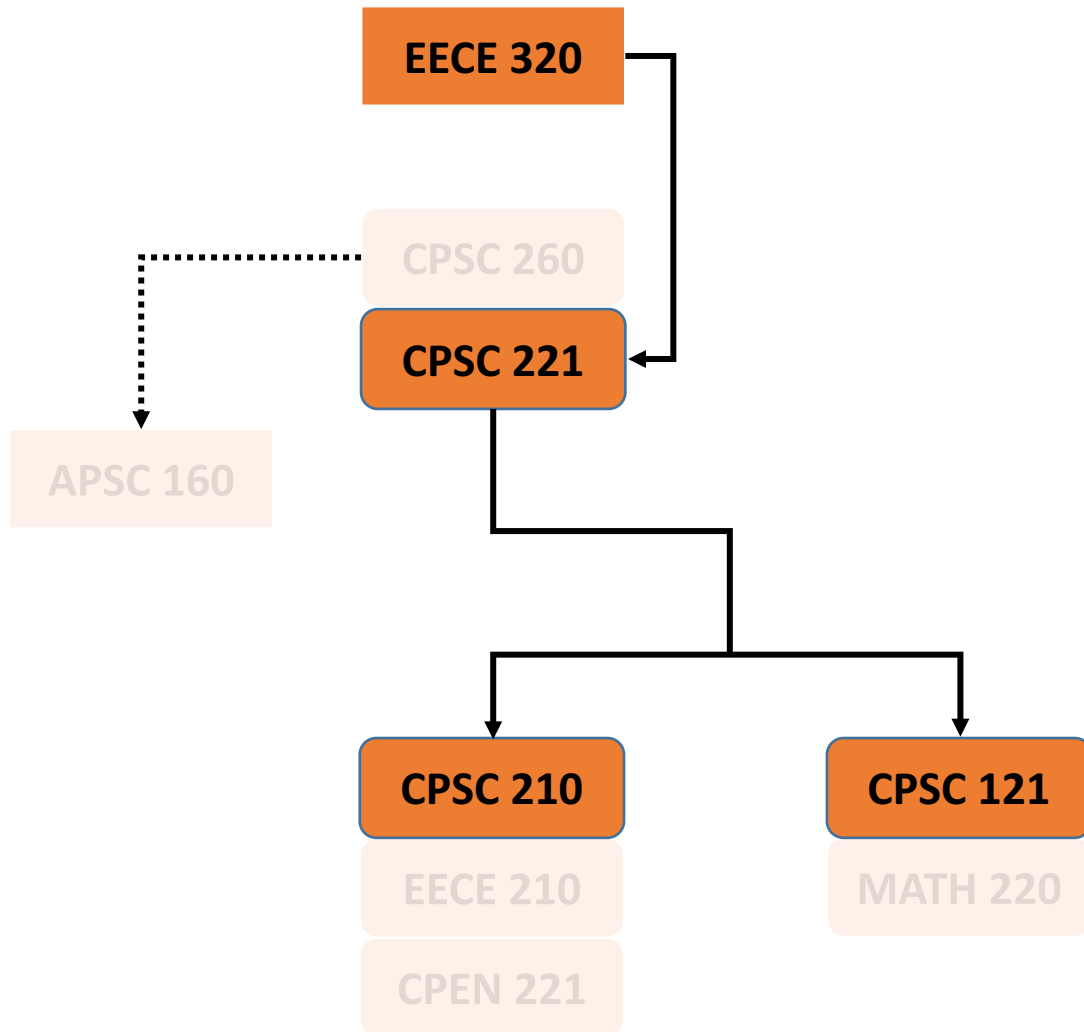 EECE 320
CPSC 260
CPSC 221
APSC 160
CPSC 210
CPSC 121
EECE 210
MATH 220
CPEN 221